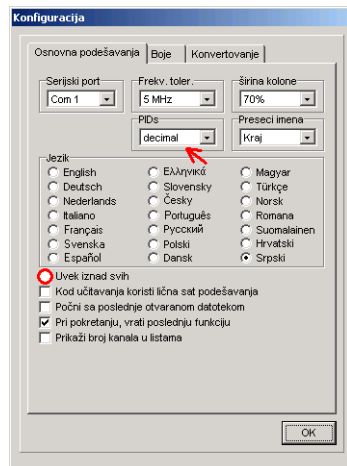 Konfiguracija
Osnovna podešavanja Boje Konvertovanje
Serijski port Frekv. toler. širina kolone
Com 1 5 MHz 70%
PIDs Preseci imena
decimal Kraj
Jezik
English Ελληνικά Magyar
Deutsch Slovensky Türkçe
Nederlands Česky Norsk
Italiano Português Romana
Français Русский Suomalainen
Svenska Polski Hrvatski
Español Dansk Srpski
Uvek iznad svih
Kod učitavanja koristi lična sat podešavanja
Počni sa poslednje otvaranom datotekom
Pri pokretanju, vrati poslednju funkciju
Prikaži broj kanala u listama
OK